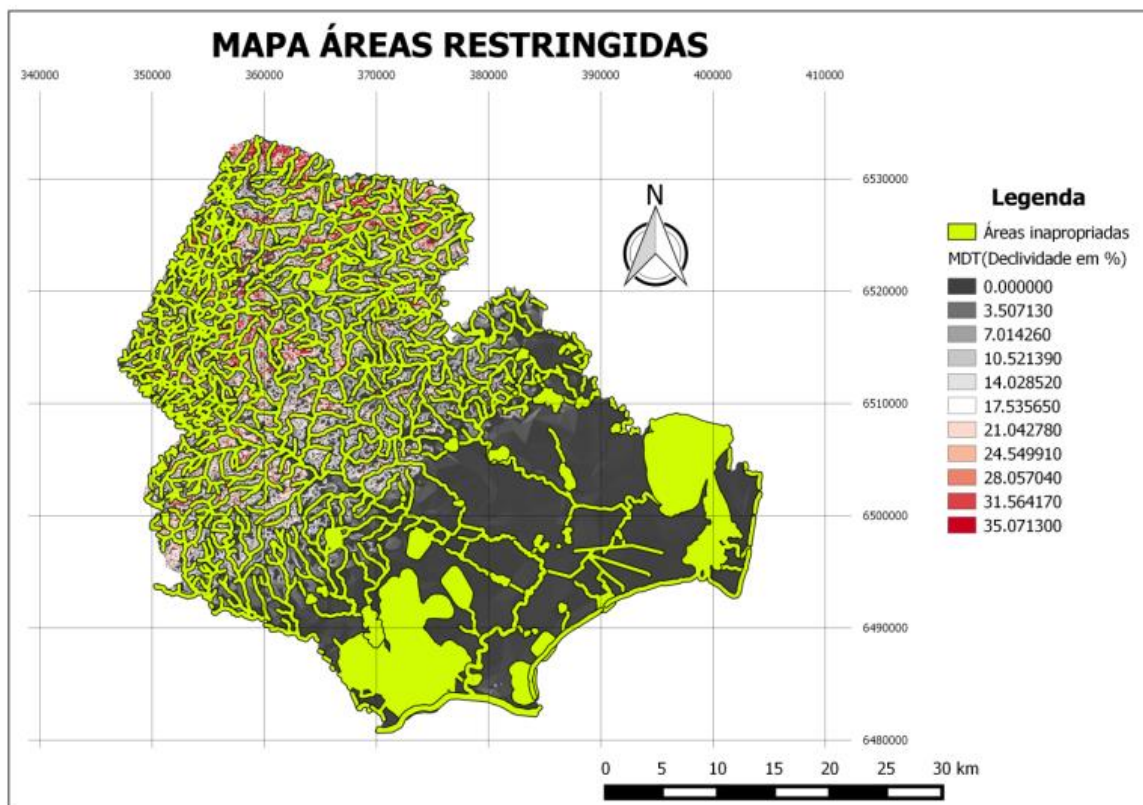 MAPA ÁREAS RESTRINGIDAS
340000 350000 360000 370000 380000 390000 400000 410000
6530000
N
Legenda
Áreas inapropriadas
MDT(Declividade em %)
0.000000
3.507130
7.014260
10.521390
14.028520
17.535650
21.042780
24.549910
28.057040
31.564170
35.071300
6520000
6510000
6500000
6490000
6480000
0 5 10 15 20 25 30 km